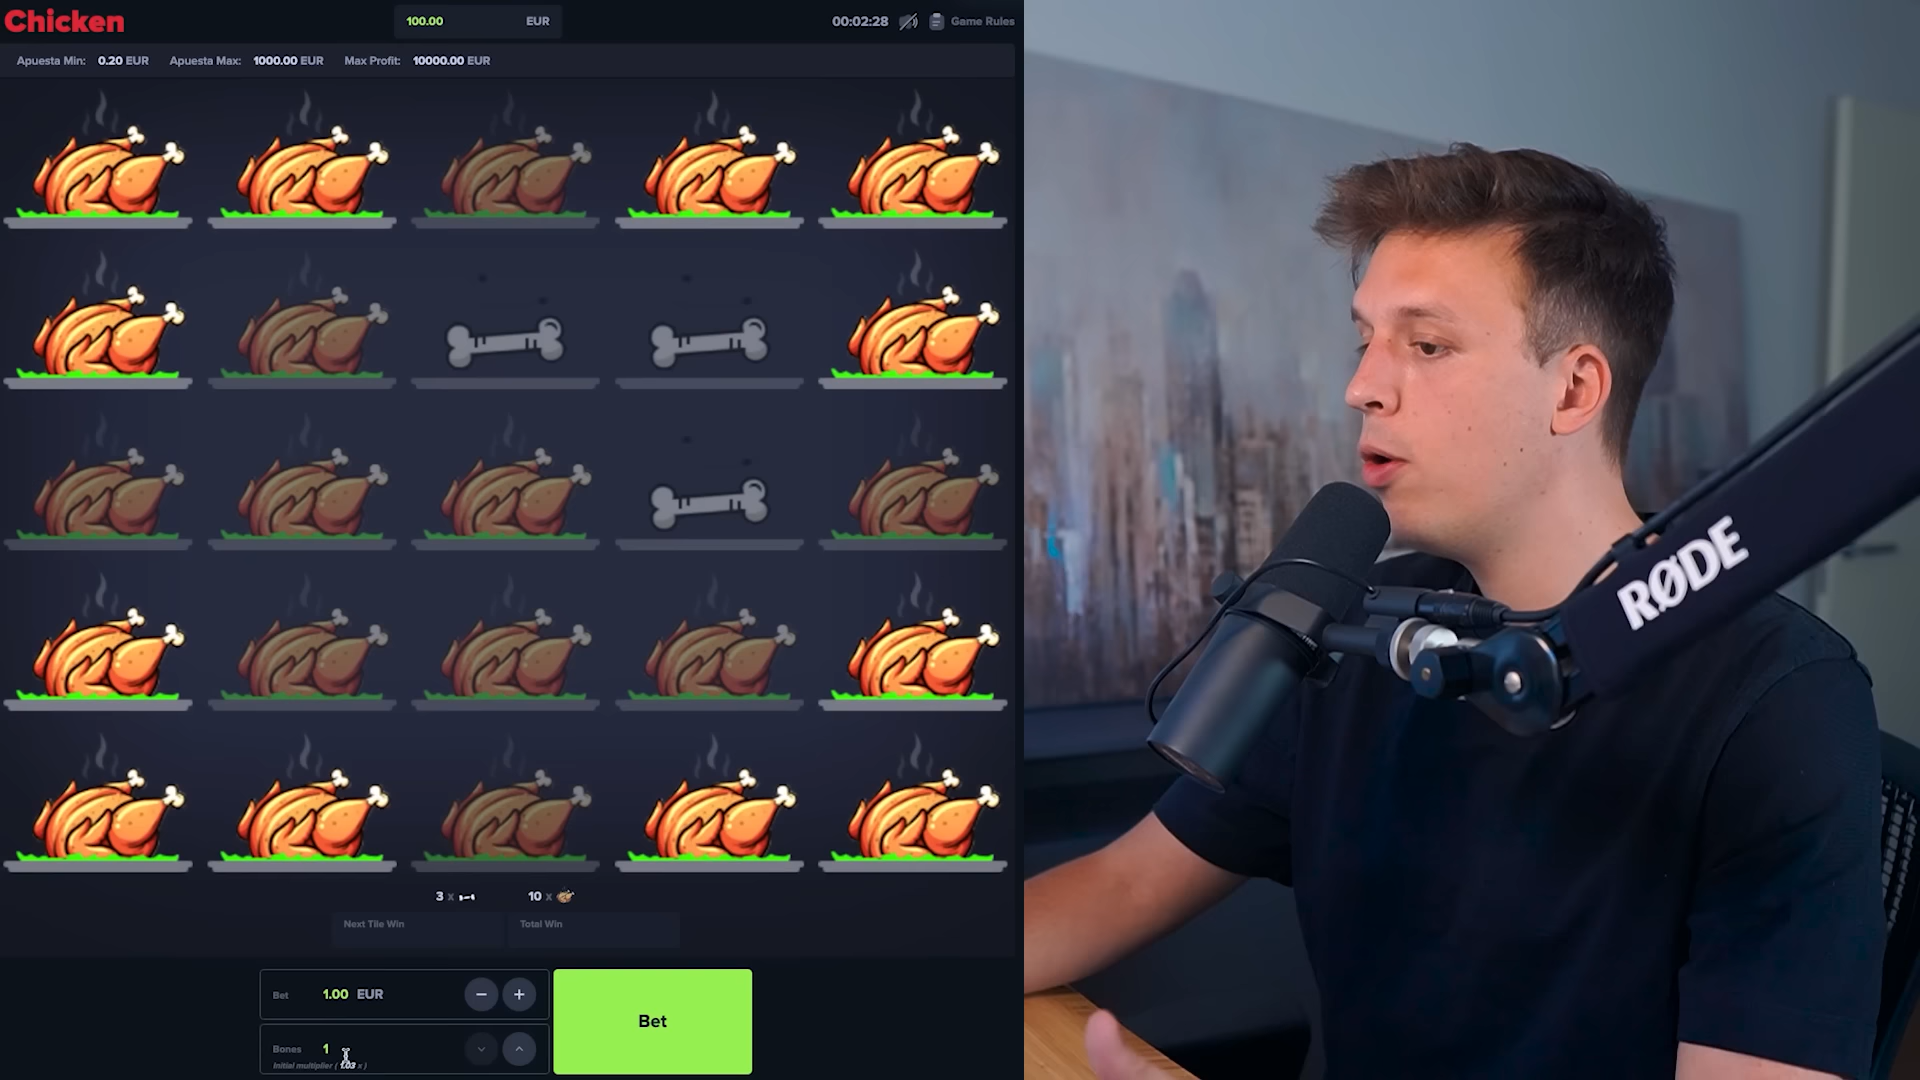 Chicken
100.00 EUR
00:02:28
Game Rules
Apuesta Min: 0.20 EUR Apuesta Max: 1000.00 EUR Max Profit: 10000.00 EUR
3 x
10 x
Next Tile Win
Total Win
Bet 1.00 EUR
− +
Bones 1
Initial multiplier ( 1.03 x )
Bet
RØDE